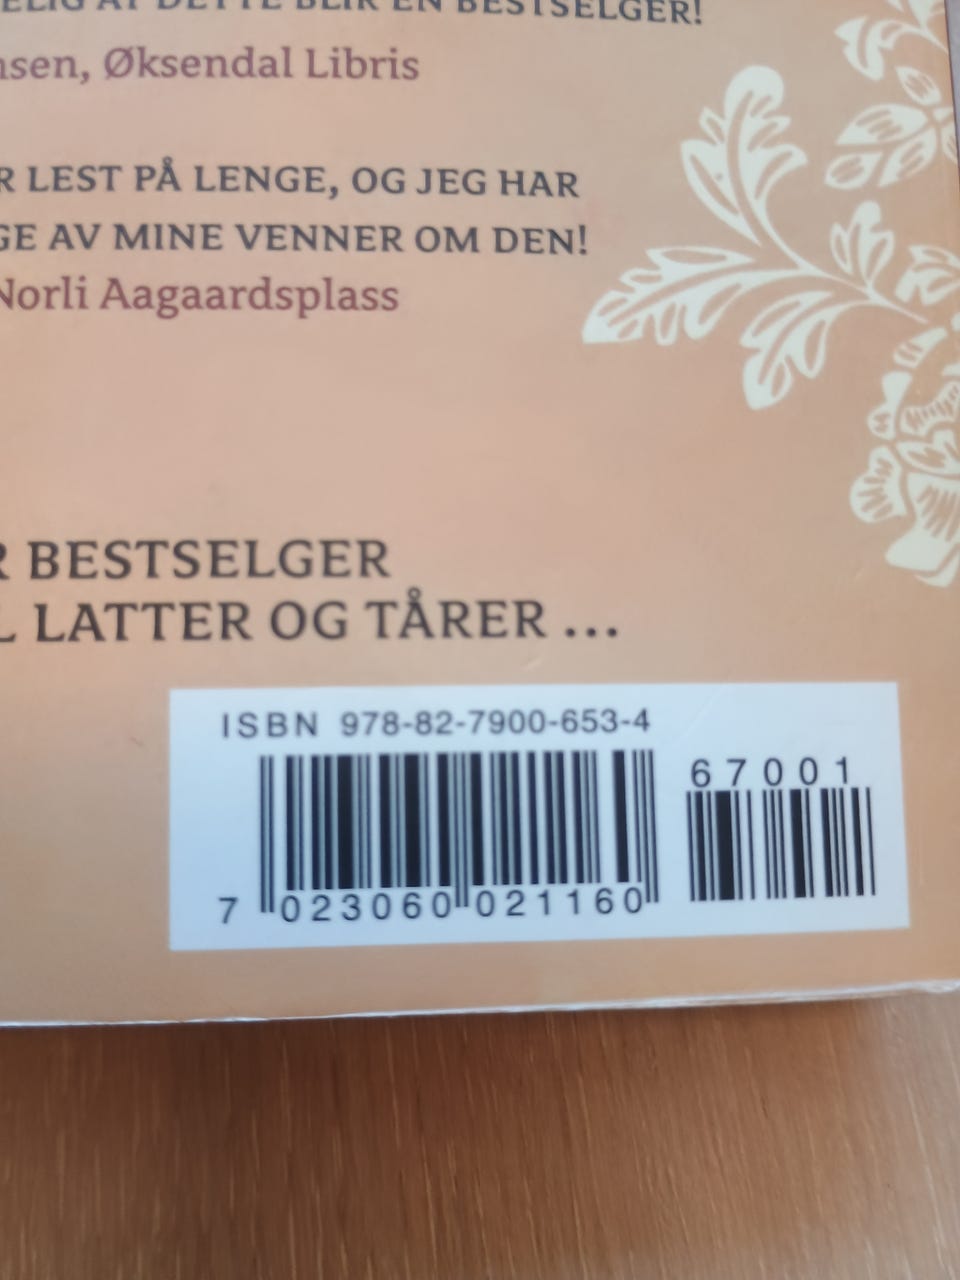 ELIG AT DETTE BLIR EN BESTSELGER!
nsen, Øksendal Libris
R LEST PÅ LENGE, OG JEG HAR
GE AV MINE VENNER OM DEN!
Norli Aagaardsplass
R BESTSELGER
L LATTER OG TÅRER ...
ISBN 978-82-7900-653-4
67001
7 023060 021160